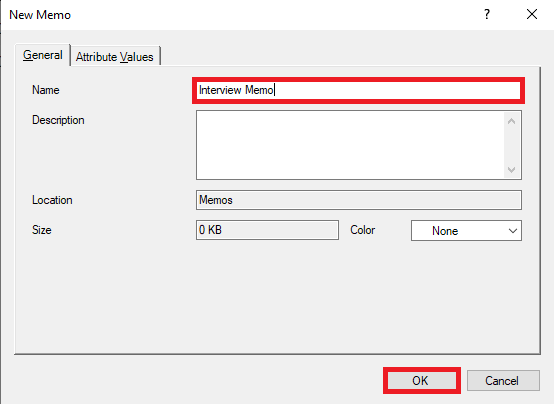 New Memo
? ×
General Attribute Values
Name Interview Memo
Description
Location Memos
Size 0 KB Color None
OK Cancel